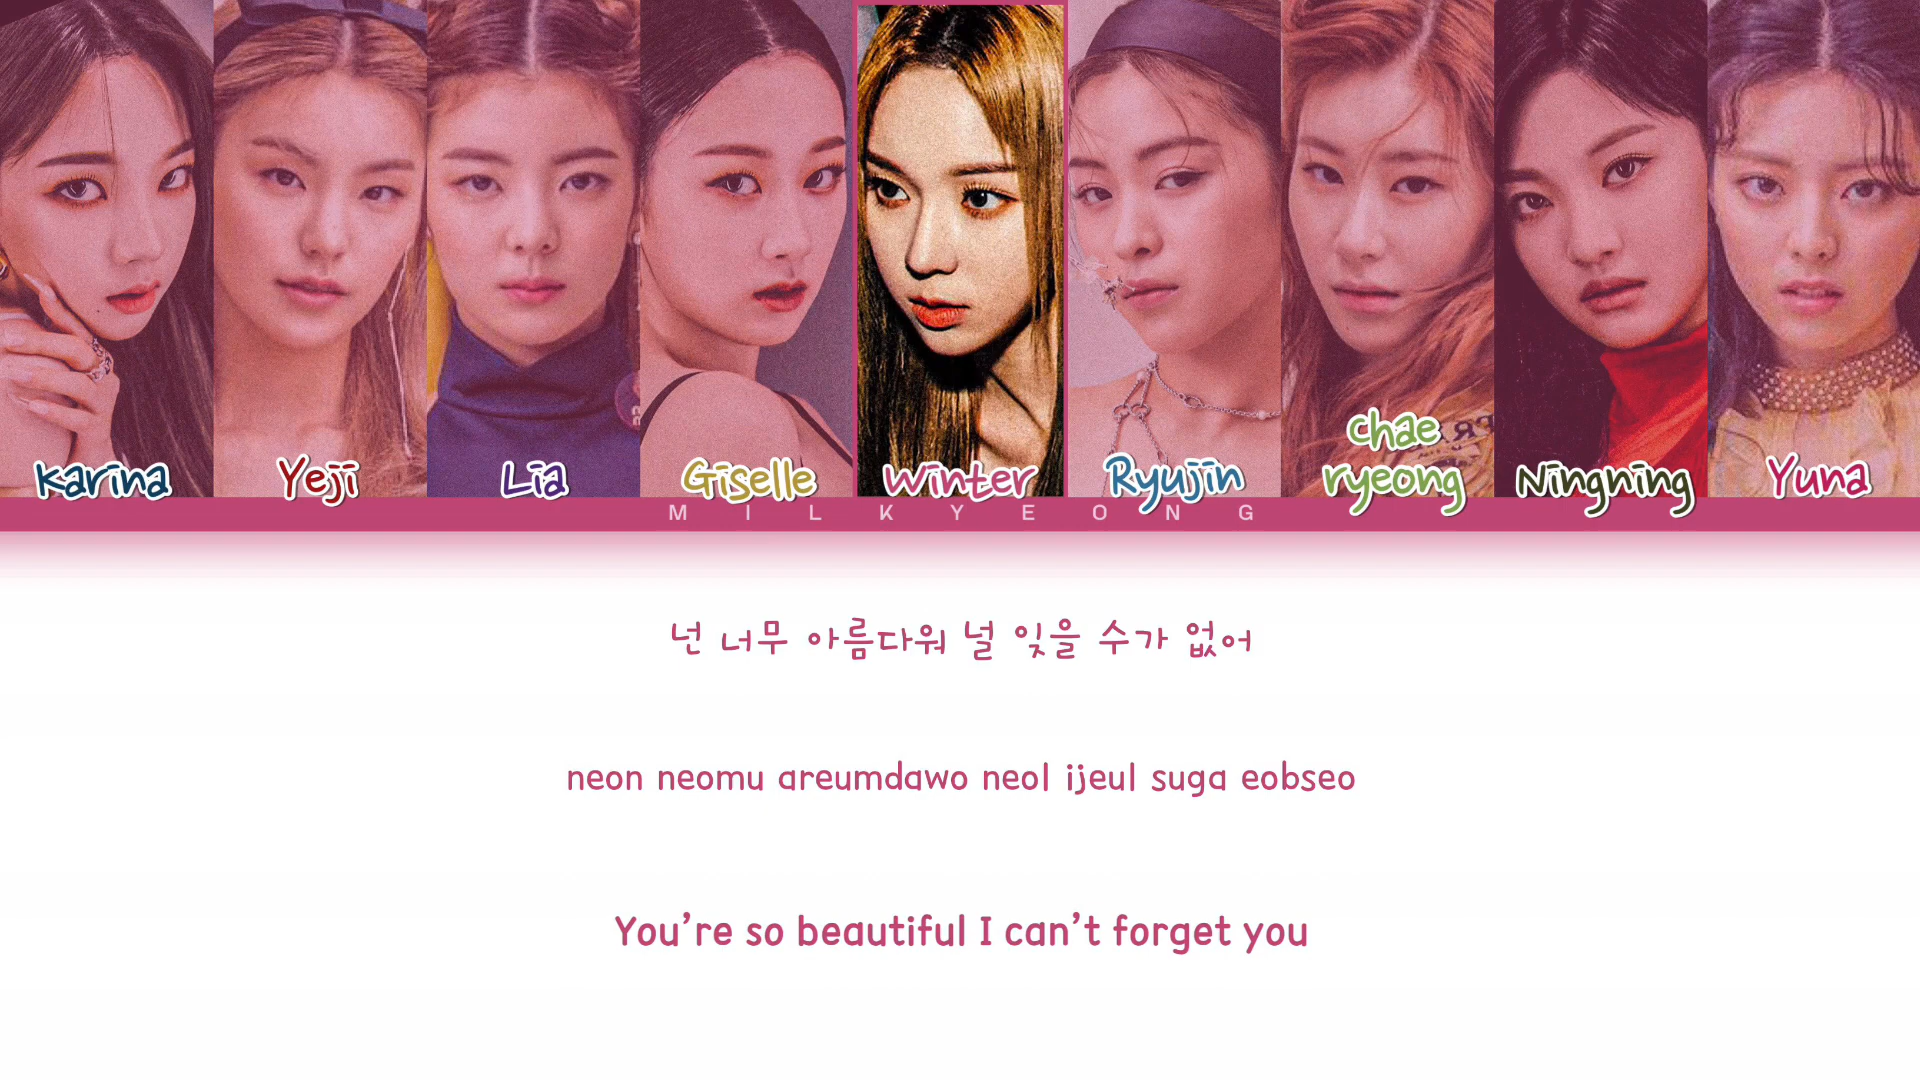 Karina Yeji Lia Giselle Winter Ryujin chae ryeong Ningning Yuna
MILKYEONG
넌 너무 아름다워 널 잊을 수가 없어
neon neomu areumdawo neol ijeul suga eobseo
You're so beautiful I can't forget you